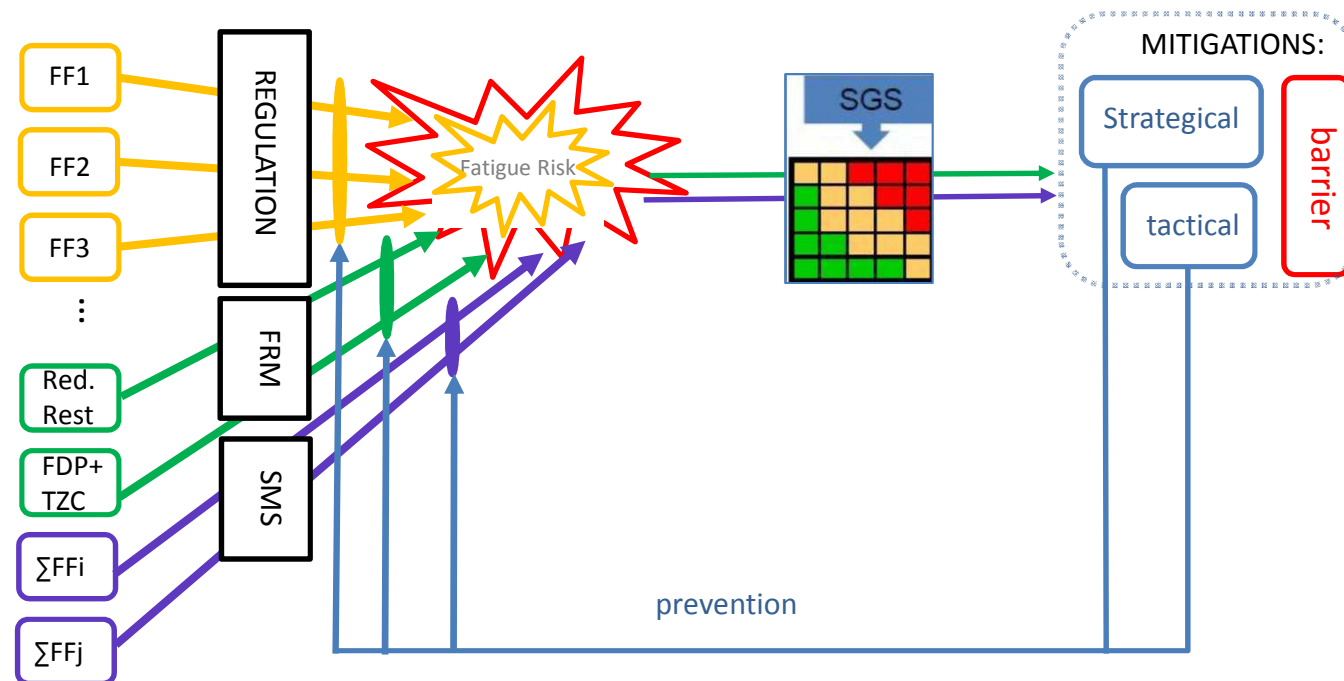 FF1
FF2
FF3
...
Red.
Rest
FDP+
TZC
∑FFi
∑FFj
REGULATION
FRM
SMS
Fatigue Risk
SGS
MITIGATIONS:
Strategical
tactical
barrier
prevention